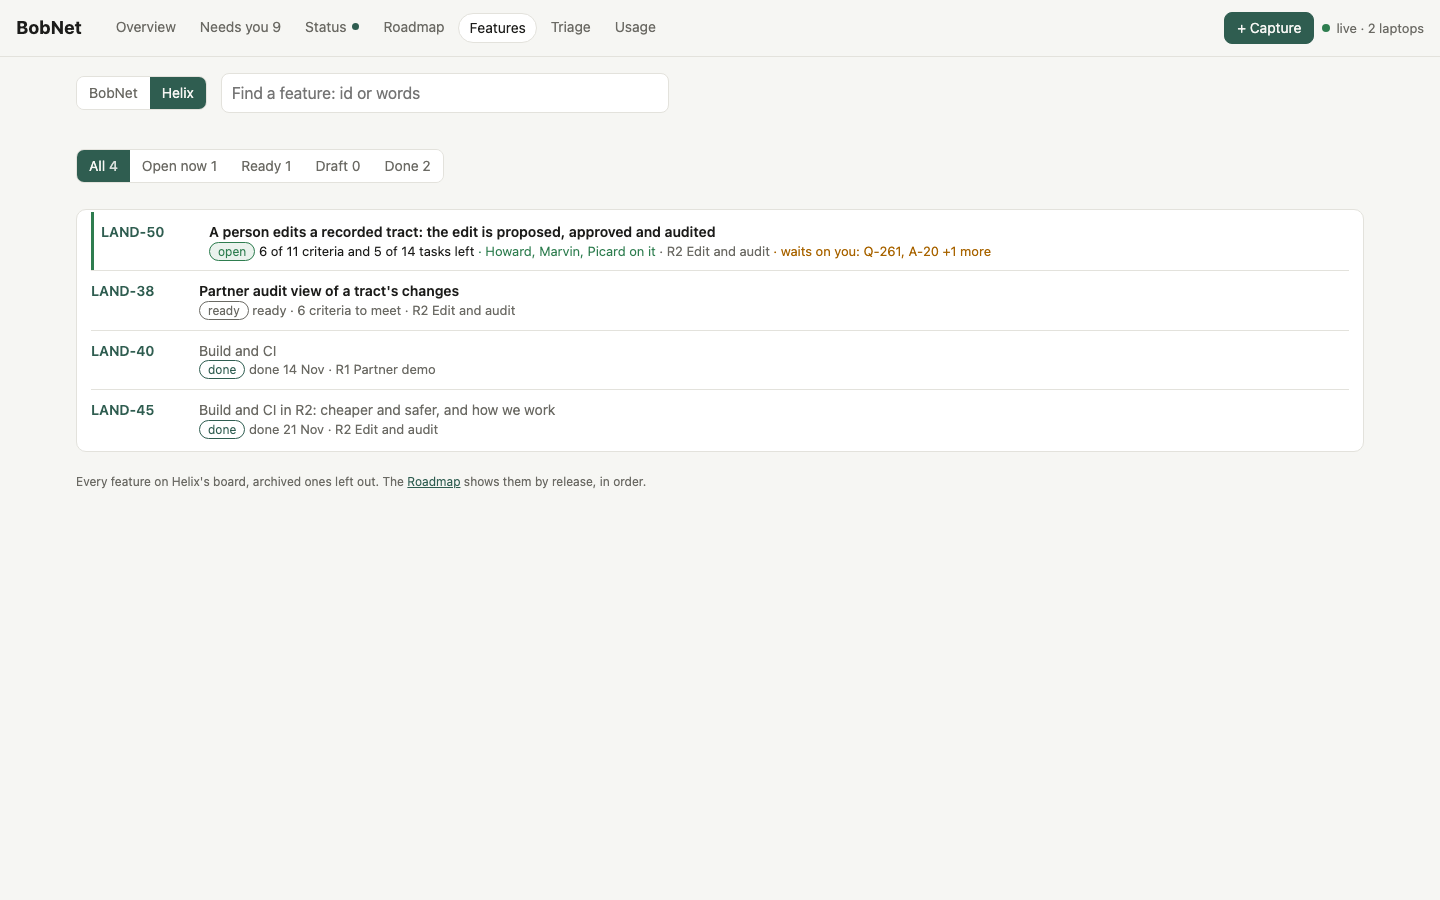 BobNet Overview Needs you 9 Status Roadmap Features Triage Usage + Capture live · 2 laptops
BobNet Helix Find a feature: id or words
All 4 Open now 1 Ready 1 Draft 0 Done 2
LAND-50 A person edits a recorded tract: the edit is proposed, approved and audited
open 6 of 11 criteria and 5 of 14 tasks left · Howard, Marvin, Picard on it · R2 Edit and audit · waits on you: Q-261, A-20 +1 more
LAND-38 Partner audit view of a tract's changes
ready ready · 6 criteria to meet · R2 Edit and audit
LAND-40 Build and CI
done done 14 Nov · R1 Partner demo
LAND-45 Build and CI in R2: cheaper and safer, and how we work
done done 21 Nov · R2 Edit and audit
Every feature on Helix's board, archived ones left out. The Roadmap shows them by release, in order.